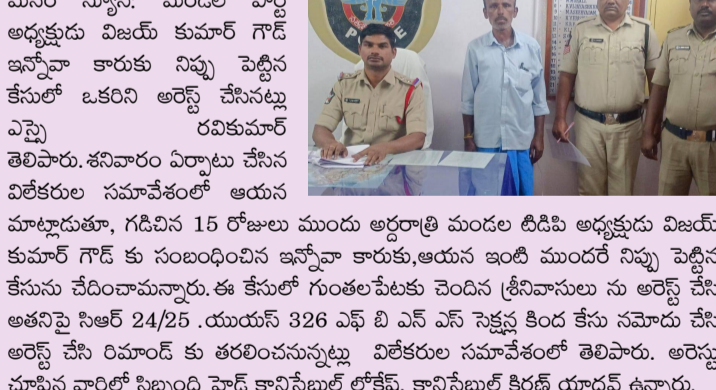 మనం న్యూస్: మండల పార్టీ
అధ్యక్షుడు విజయ్ కుమార్ గౌడ్
ఇన్నోవా కారుకు నిప్పు పెట్టిన
కేసులో ఒకరిని అరెస్ట్ చేసినట్లు
ఎస్సై రవికుమార్
తెలిపారు.శనివారం ఏర్పాటు చేసిన
విలేకరుల సమావేశంలో ఆయన
మాట్లాడుతూ, గడిచిన 15 రోజులు ముందు అర్దరాత్రి మండల టిడిపి అధ్యక్షుడు విజయ్
కుమార్ గౌడ్ కు సంబంధించిన ఇన్నోవా కారుకు,ఆయన ఇంటి ముందరే నిప్పు పెట్టిన
కేసును చేదించామన్నారు.ఈ కేసులో గుంతలపేటకు చెందిన శ్రీనివాసులు ను అరెస్ట్ చేసి
అతనిపై సిఆర్ 24/25 .యుయస్ 326 ఎఫ్ బి ఎన్ ఎస్ సెక్షన్ల కింద కేసు నమోదు చేసి
అరెస్ట్ చేసి రిమాండ్ కు తరలించనున్నట్లు విలేకరుల సమావేశంలో తెలిపారు. అరెస్టు
చూపిన వారిలో సిబ్బంది హెడ్ కానిస్టేబుల్ లోకేష్, కానిస్టేబుల్ కిరణ్ యాదవ్ ఉన్నారు.